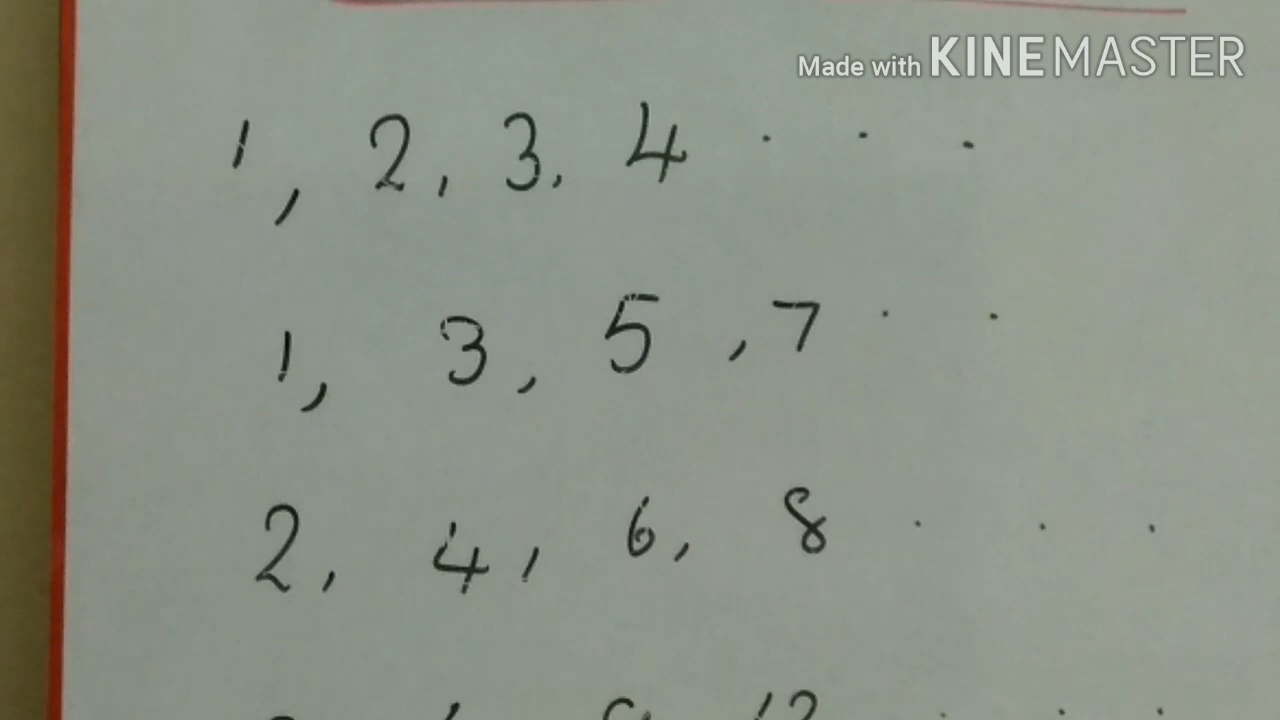 Made with KINEMASTER
1, 2, 3, 4 . . .
1, 3, 5, 7 . .
2, 4, 6, 8 . . .